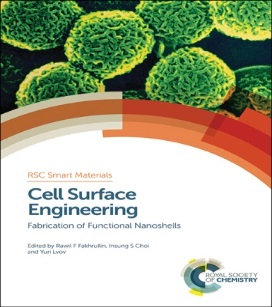 RSC Smart Materials
Cell Surface
Engineering
Fabrication of Functional Nanoshells
Edited by Rawil F Fakhrullin, Insung S Choi
and Yuri Lvov
ROYAL SOCIETY
OF CHEMISTRY